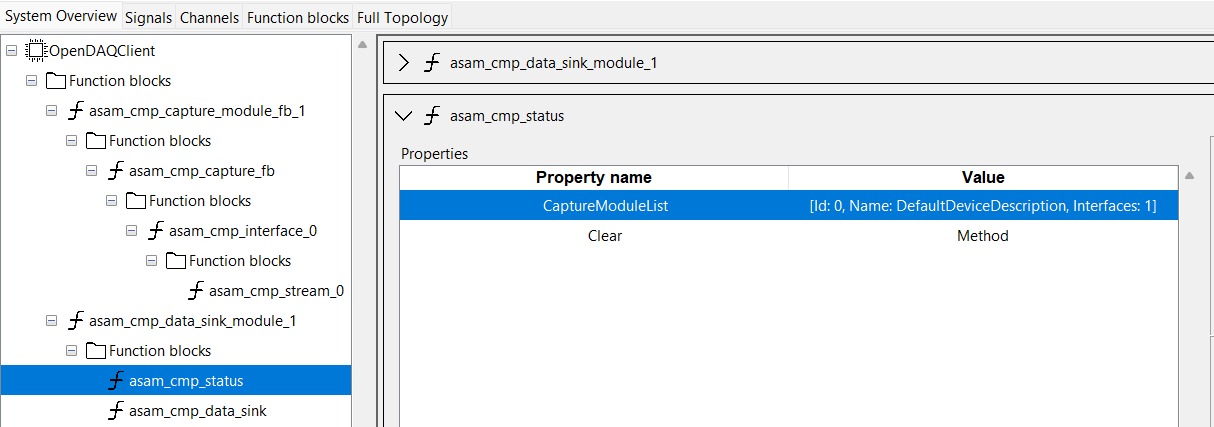 System Overview Signals Channels Function blocks Full Topology
OpenDAQClient
Function blocks
asam_cmp_capture_module_fb_1
Function blocks
asam_cmp_capture_fb
Function blocks
asam_cmp_interface_0
Function blocks
asam_cmp_stream_0
asam_cmp_data_sink_module_1
Function blocks
asam_cmp_status
asam_cmp_data_sink
asam_cmp_data_sink_module_1
asam_cmp_status
Properties
Property name Value
CaptureModuleList [Id: 0, Name: DefaultDeviceDescription, Interfaces: 1]
Clear Method